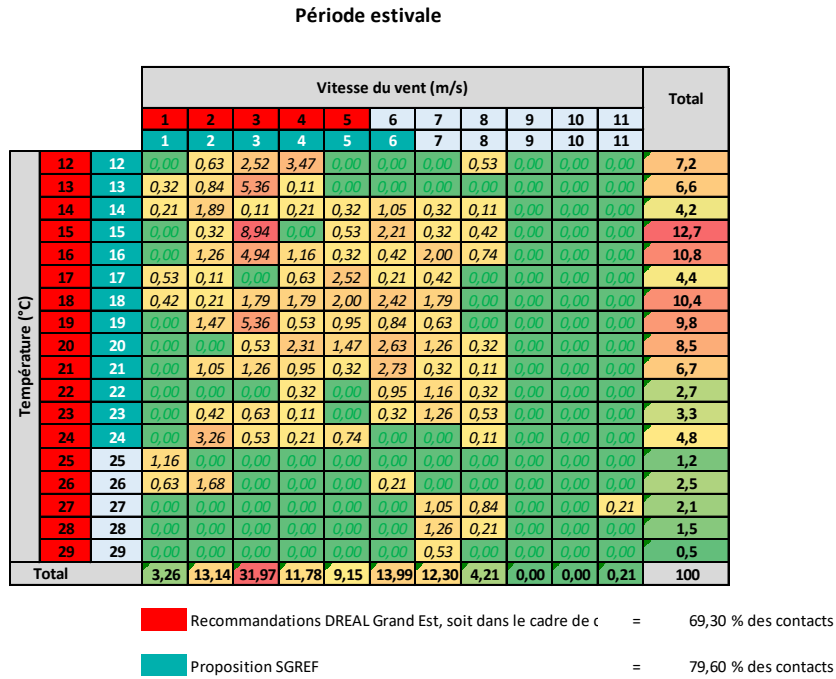 Période estivale
Vitesse du vent (m/s) Total
1 2 3 4 5 6 7 8 9 10 11
1 2 3 4 5 6 7 8 9 10 11
Température (°C)
12 12 0,00 0,63 2,52 3,47 0,00 0,00 0,00 0,53 0,00 0,00 0,00 7,2
13 13 0,32 0,84 5,36 0,11 0,00 0,00 0,00 0,00 0,00 0,00 0,00 6,6
14 14 0,21 1,89 0,11 0,21 0,32 1,05 0,32 0,11 0,00 0,00 0,00 4,2
15 15 0,00 0,32 8,94 0,00 0,53 2,21 0,32 0,42 0,00 0,00 0,00 12,7
16 16 0,00 1,26 4,94 1,16 0,32 0,42 2,00 0,74 0,00 0,00 0,00 10,8
17 17 0,53 0,11 0,00 0,63 2,52 0,21 0,42 0,00 0,00 0,00 0,00 4,4
18 18 0,42 0,21 1,79 1,79 2,00 2,42 1,79 0,00 0,00 0,00 0,00 10,4
19 19 0,00 1,47 5,36 0,53 0,95 0,84 0,63 0,00 0,00 0,00 0,00 9,8
20 20 0,00 0,00 0,53 2,31 1,47 2,63 1,26 0,32 0,00 0,00 0,00 8,5
21 21 0,00 1,05 1,26 0,95 0,32 2,73 0,32 0,11 0,00 0,00 0,00 6,7
22 22 0,00 0,00 0,00 0,32 0,00 0,95 1,16 0,32 0,00 0,00 0,00 2,7
23 23 0,00 0,42 0,63 0,11 0,00 0,32 1,26 0,53 0,00 0,00 0,00 3,3
24 24 0,00 3,26 0,53 0,21 0,74 0,00 0,00 0,11 0,00 0,00 0,00 4,8
25 25 1,16 0,00 0,00 0,00 0,00 0,00 0,00 0,00 0,00 0,00 0,00 1,2
26 26 0,63 1,68 0,00 0,00 0,00 0,21 0,00 0,00 0,00 0,00 0,00 2,5
27 27 0,00 0,00 0,00 0,00 0,00 0,00 1,05 0,84 0,00 0,00 0,21 2,1
28 28 0,00 0,00 0,00 0,00 0,00 0,00 1,26 0,21 0,00 0,00 0,00 1,5
29 29 0,00 0,00 0,00 0,00 0,00 0,00 0,53 0,00 0,00 0,00 0,00 0,5
Total 3,26 13,14 31,97 11,78 9,15 13,99 12,30 4,21 0,00 0,00 0,21 100
Recommandations DREAL Grand Est, soit dans le cadre de = 69,30 % des contacts
Proposition SGREF = 79,60 % des contacts